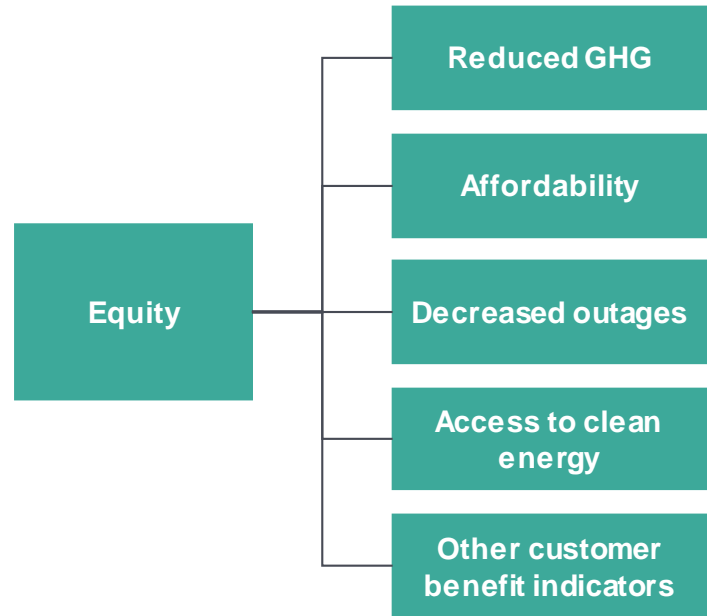 Equity
Reduced GHG
Affordability
Decreased outages
Access to clean
energy
Other customer
benefit indicators